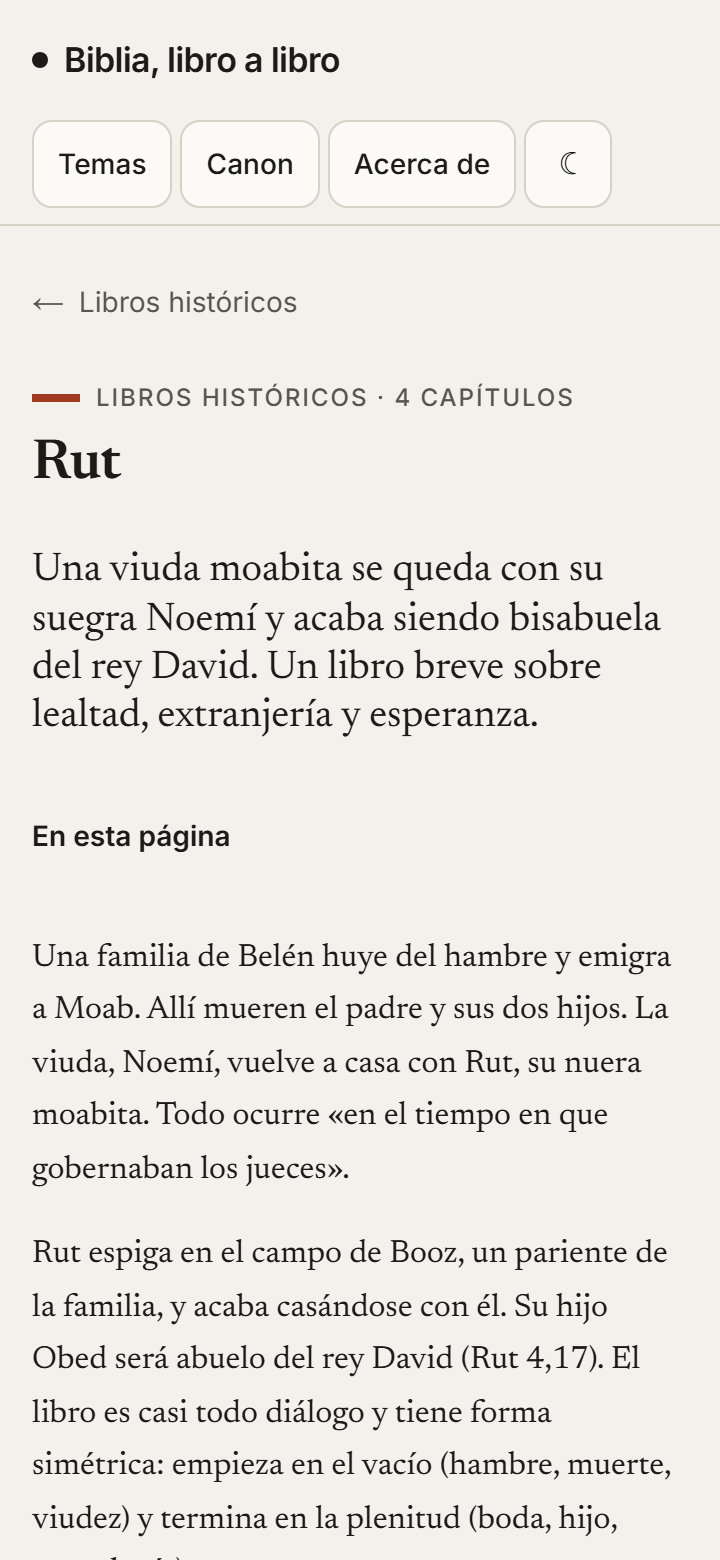 Biblia, libro a libro
Temas
Canon
Acerca de
← Libros históricos
LIBROS HISTÓRICOS · 4 CAPÍTULOS
Rut
Una viuda moabita se queda con su
suegra Noemí y acaba siendo bisabuela
del rey David. Un libro breve sobre
lealtad, extranjería y esperanza.
En esta página
Una familia de Belén huye del hambre y emigra
a Moab. Allí mueren el padre y sus dos hijos. La
viuda, Noemí, vuelve a casa con Rut, su nuera
moabita. Todo ocurre «en el tiempo en que
gobernaban los jueces».
Rut espiga en el campo de Booz, un pariente de
la familia, y acaba casándose con él. Su hijo
Obed será abuelo del rey David (Rut 4,17). El
libro es casi todo diálogo y tiene forma
simétrica: empieza en el vacío (hambre, muerte,
viudez) y termina en la plenitud (boda, hijo,